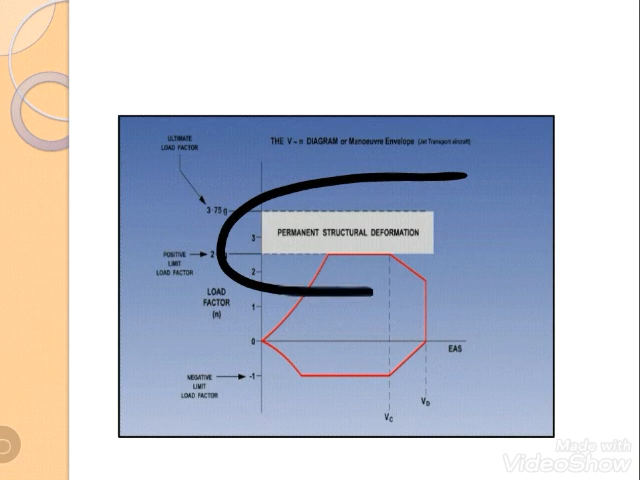 ULTIMATE
LOAD FACTOR
THE V – n DIAGRAM or Manoeuvre Envelope (Jet Transport aircraft)
3·75 g
PERMANENT STRUCTURAL DEFORMATION
3
POSITIVE
LIMIT
LOAD FACTOR
2
2
LOAD
FACTOR
(n)
1
0
EAS
NEGATIVE
LIMIT
LOAD FACTOR
-1
VD
VC
Made with
VideoShow